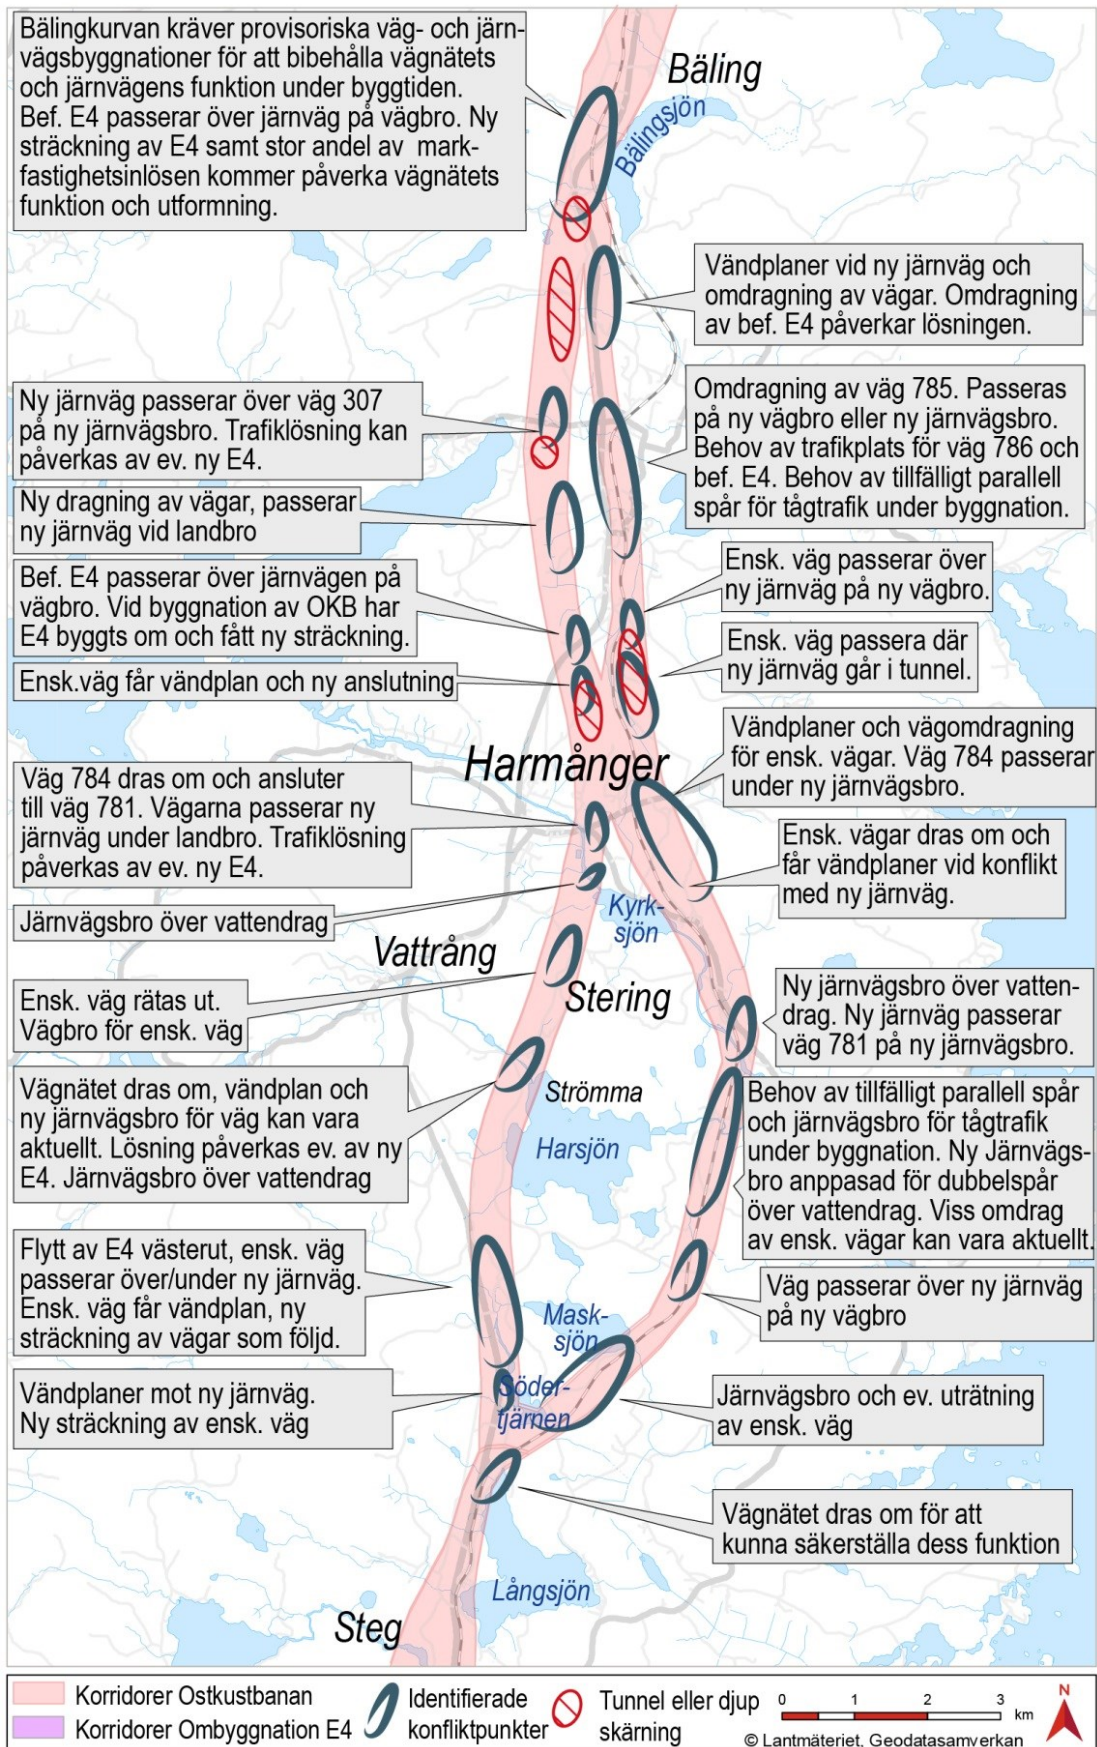 Bälingkurvan kräver provisoriska väg- och järn-
vägsbyggnationer för att bibehålla vägnätets
och järnvägens funktion under byggtiden.
Bef. E4 passerar över järnväg på vägbro. Ny
sträckning av E4 samt stor andel av mark-
fastighetsinlösen kommer påverka vägnätets
funktion och utformning.
Bäling
Bälingsjön
Vändplaner vid ny järnväg och
omdragning av vägar. Omdragning
av bef. E4 påverkar lösningen.
Ny järnväg passerar över väg 307
på ny järnvägsbro. Trafiklösning kan
påverkas av ev. ny E4.
Omdragning av väg 785. Passeras
på ny vägbro eller ny järnvägsbro.
Behov av trafikplats för väg 786 och
bef. E4. Behov av tillfälligt parallell
spår för tågtrafik under byggnation.
Ny dragning av vägar, passerar
ny järnväg vid landbro
Bef. E4 passerar över järnvägen på
vägbro. Vid byggnation av OKB har
E4 byggts om och fått ny sträckning.
Ensk. väg passerar över
ny järnväg på ny vägbro.
Ensk. väg passera där
ny järnväg går i tunnel.
Ensk.väg får vändplan och ny anslutning
Harmånger
Vändplaner och vägomdragning
för ensk. vägar. Väg 784 passerar
under ny järnvägsbro.
Väg 784 dras om och ansluter
till väg 781. Vägarna passerar ny
järnväg under landbro. Trafiklösning
påverkas av ev. ny E4.
Ensk. vägar dras om och
får vändplaner vid konflikt
med ny järnväg.
Järnvägsbro över vattendrag
Kyrk-
sjön
Vattrång
Stering
Ensk. väg rätas ut.
Vägbro för ensk. väg
Ny järnvägsbro över vatten-
drag. Ny järnväg passerar
väg 781 på ny järnvägsbro.
Vägnätet dras om, vändplan och
ny järnvägsbro för väg kan vara
aktuellt. Lösning påverkas ev. av ny
E4. Järnvägsbro över vattendrag
Strömma
Harsjön
Behov av tillfälligt parallell spår
och järnvägsbro för tågtrafik
under byggnation. Ny Järnvägs-
bro anppasad för dubbelspår
över vattendrag. Viss omdrag
av ensk. vägar kan vara aktuellt.
Flytt av E4 västerut, ensk. väg
passerar över/under ny järnväg.
Ensk. väg får vändplan, ny
sträckning av vägar som följd.
Väg passerar över ny järnväg
på ny vägbro
Mask-
sjön
Vändplaner mot ny järnväg.
Ny sträckning av ensk. väg
Söder-
tjärnen
Järnvägsbro och ev. uträtning
av ensk. väg
Vägnätet dras om för att
kunna säkerställa dess funktion
Långsjön
Steg
Korridorer Ostkustbanan
Korridorer Ombyggnation E4
Identifierade
konfliktpunkter
Tunnel eller djup
skärning
0 1 2 3
km
N
© Lantmäteriet, Geodatasamverkan